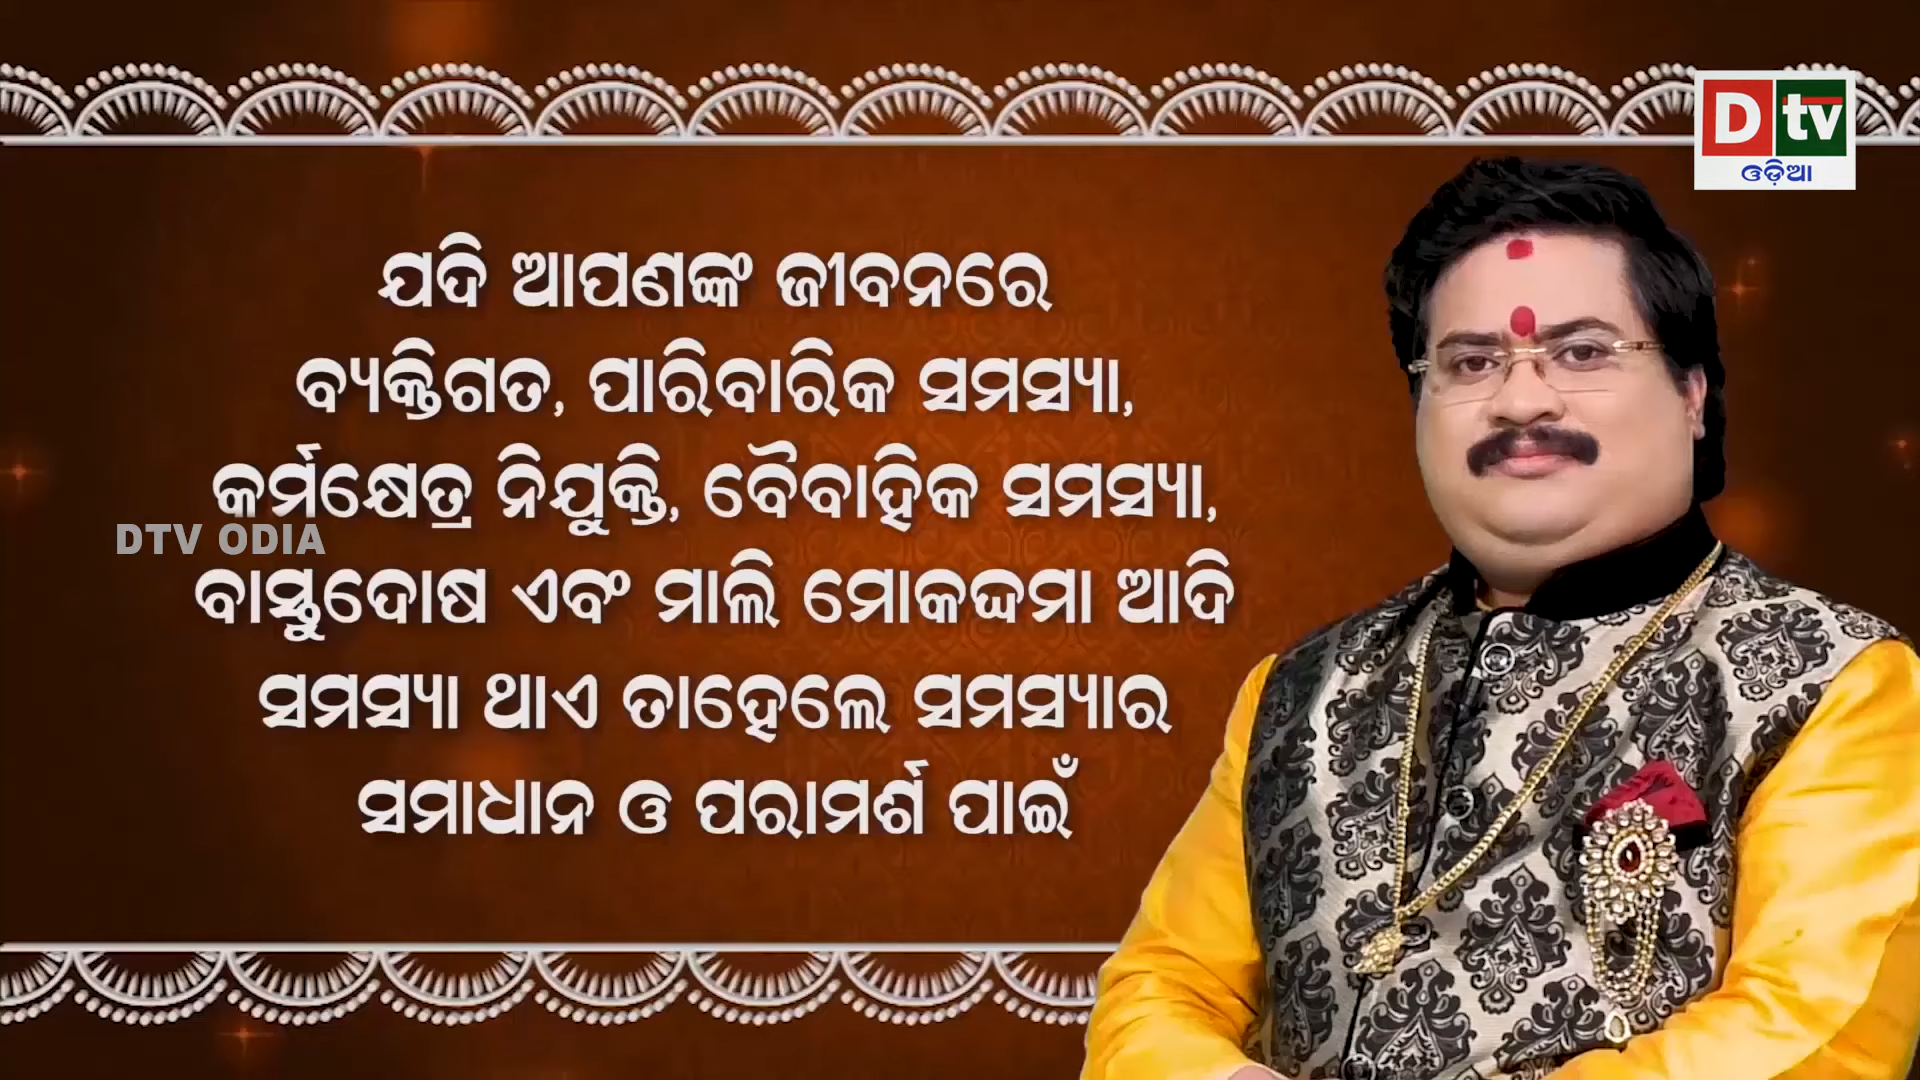 Dtv
ଓଡ଼ିଆ
ଯଦି ଆପଣଙ୍କ ଜୀବନରେ
ବ୍ୟକ୍ତିଗତ, ପାରିବାରିକ ସମସ୍ୟା,
କର୍ମକ୍ଷେତ୍ର ନିଯୁକ୍ତି, ବୈବାହିକ ସମସ୍ୟା,
DTV ODIA
ବାସ୍ତୁଦୋଷ ଏବଂ ମାଲି ମୋକଦ୍ଦମା ଆଦି
ସମସ୍ୟା ଥାଏ ତାହେଲେ ସମସ୍ୟାର
ସମାଧାନ ଓ ପରାମର୍ଶ ପାଇଁ